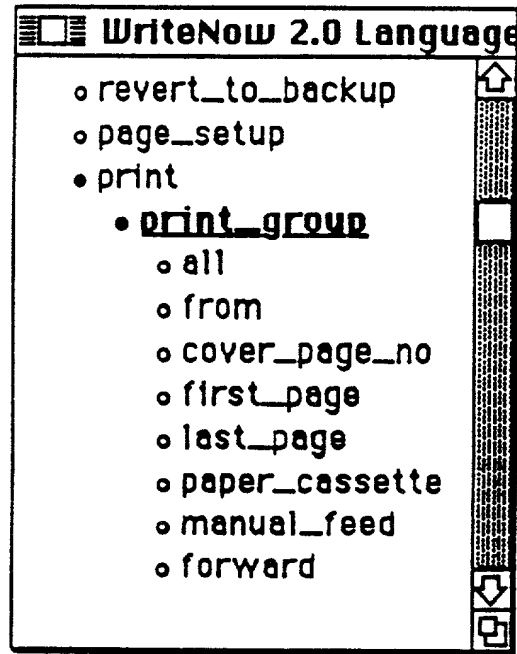 WriteNow 2.0 Language
revert_to_backup
page_setup
print
print_group
all
from
cover_page_no
first_page
last_page
paper_cassette
manual_feed
forward